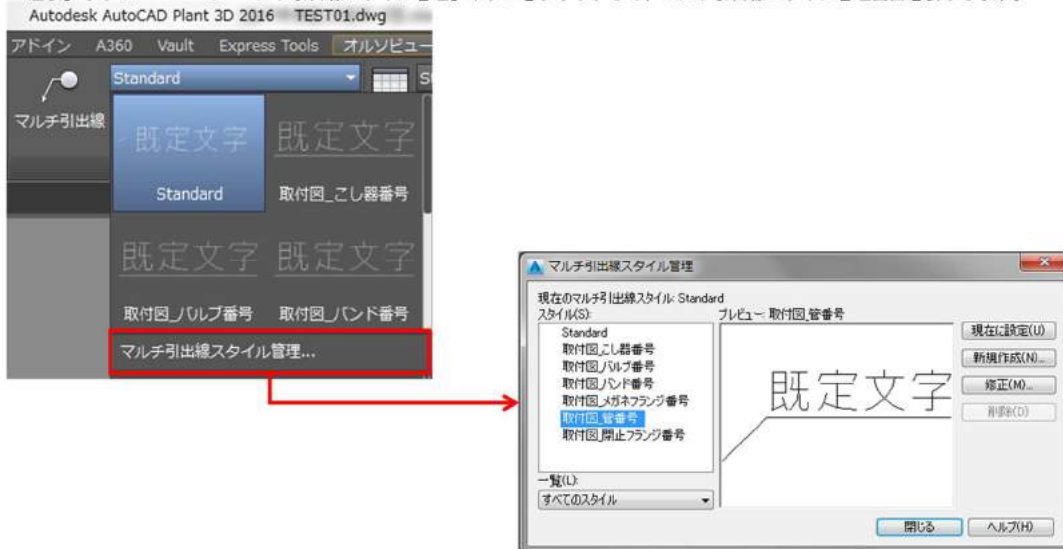 Autodesk AutoCAD Plant 3D 2016 TEST01.dwg
アドイン A360 Vault Express Tools オルソビュー
マルチ引出線
Standard
既定文字 既定文字
Standard 取付図_こし器番号
既定文字 既定文字
取付図_バルブ番号 取付図_バンド番号
マルチ引出線スタイル管理...
マルチ引出線スタイル管理
現在のマルチ引出線スタイル: Standard
スタイル(S):
プレビュー: 取付図_管番号
Standard
取付図_こし器番号
取付図_バルブ番号
取付図_バンド番号
取付図_メガネフランジ番号
取付図_管番号
取付図_閉止フランジ番号
既定文字
現在に設定(U)
新規作成(N)...
修正(M)...
削除(D)
一覧(L):
すべてのスタイル
閉じる ヘルプ(H)